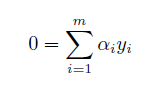 0 = \sum_{i=1}^{m} \alpha_i y_i